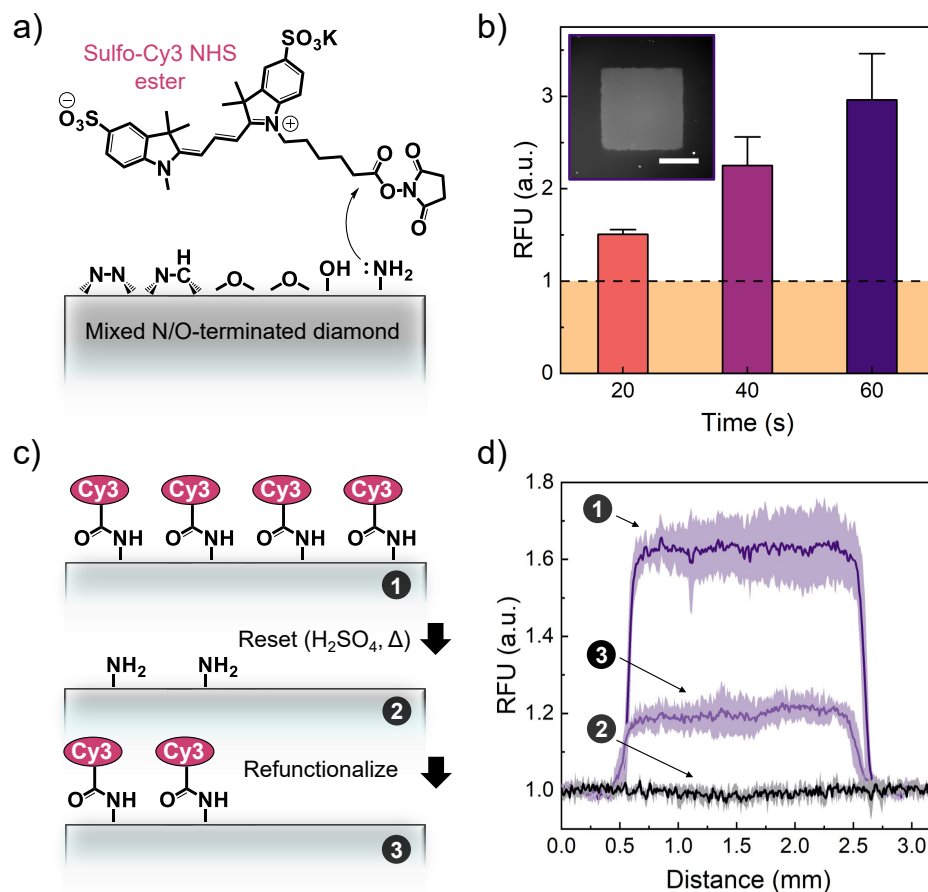 a)
Sulfo-Cy3 NHS
ester
SO₃K
⊖
O₃S
N
N
⊕
O
O
N
O
O
N-N
N-C
H
O
O
OH
:NH₂
Mixed N/O-terminated diamond
b)
RFU (a.u.)
3
2
1
0
20
40
60
Time (s)
c)
Cy3
Cy3
Cy3
Cy3
O
NH
O
NH
O
NH
O
NH
1
Reset (H₂SO₄, Δ)
NH₂
NH₂
2
Cy3
Cy3
Refunctionalize
O
NH
O
NH
3
d)
RFU (a.u.)
1.8
1.6
1.4
1.2
1.0
1
3
2
0.0
0.5
1.0
1.5
2.0
2.5
3.0
Distance (mm)